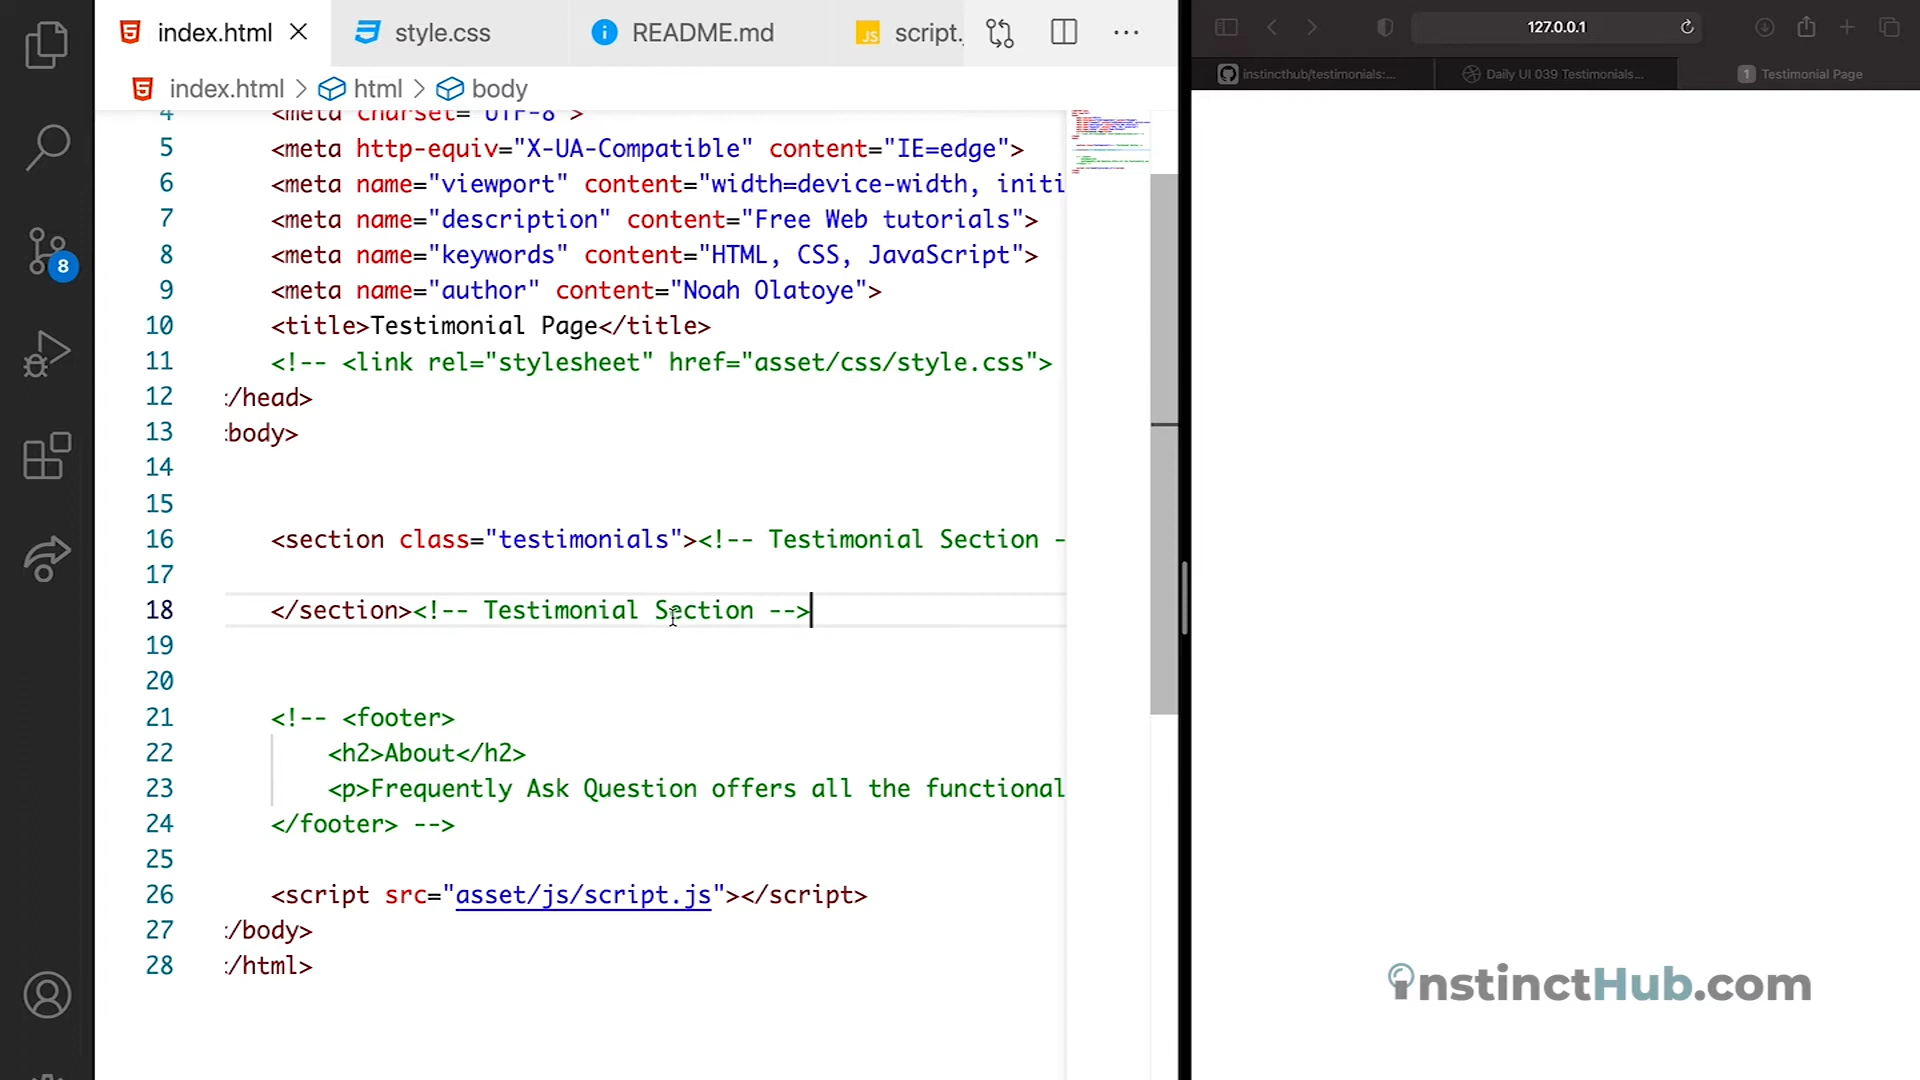 index.html
style.css
README.md
script.
index.html > html > body
4 <meta charset="UTF-8">
5 <meta http-equiv="X-UA-Compatible" content="IE=edge">
6 <meta name="viewport" content="width=device-width, initi
7 <meta name="description" content="Free Web tutorials">
8 <meta name="keywords" content="HTML, CSS, JavaScript">
9 <meta name="author" content="Noah Olatoye">
10 <title>Testimonial Page</title>
11 <!-- <link rel="stylesheet" href="asset/css/style.css">
12 /head>
13 body>
14
15
16 <section class="testimonials"><!-- Testimonial Section -
17
18 </section><!-- Testimonial Section -->
19
20
21 <!-- <footer>
22 <h2>About</h2>
23 <p>Frequently Ask Question offers all the functional
24 </footer> -->
25
26 <script src="asset/js/script.js"></script>
27 /body>
28 /html>
8
JS
127.0.0.1
instincthub/testimonials:...
Daily UI 039 Testimonials...
1 Testimonial Page
instinctHub.com